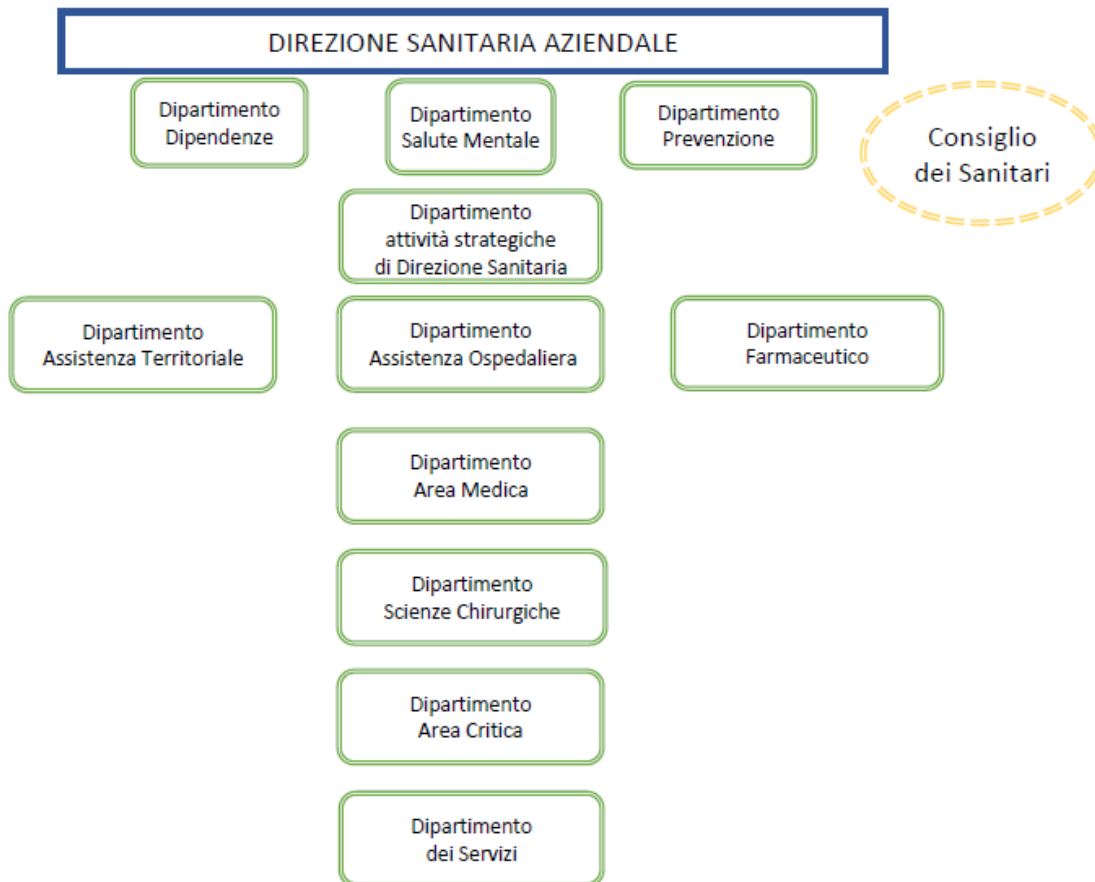 DIREZIONE SANITARIA AZIENDALE
Dipartimento
Dipendenze
Dipartimento
Salute Mentale
Dipartimento
Prevenzione
Consiglio
dei Sanitari
Dipartimento
attività strategiche
di Direzione Sanitaria
Dipartimento
Assistenza Territoriale
Dipartimento
Assistenza Ospedaliera
Dipartimento
Farmaceutico
Dipartimento
Area Medica
Dipartimento
Scienze Chirurgiche
Dipartimento
Area Critica
Dipartimento
dei Servizi